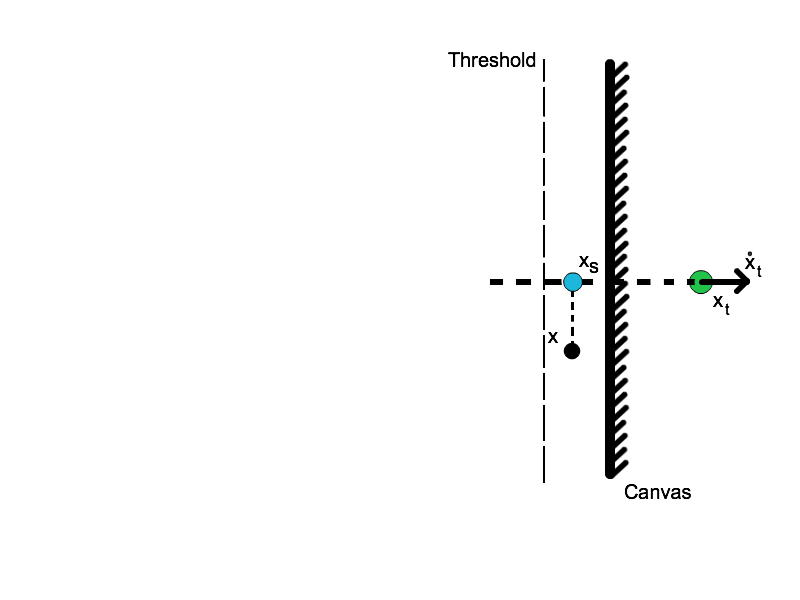 Threshold
xs
ẋt
xt
x
Canvas